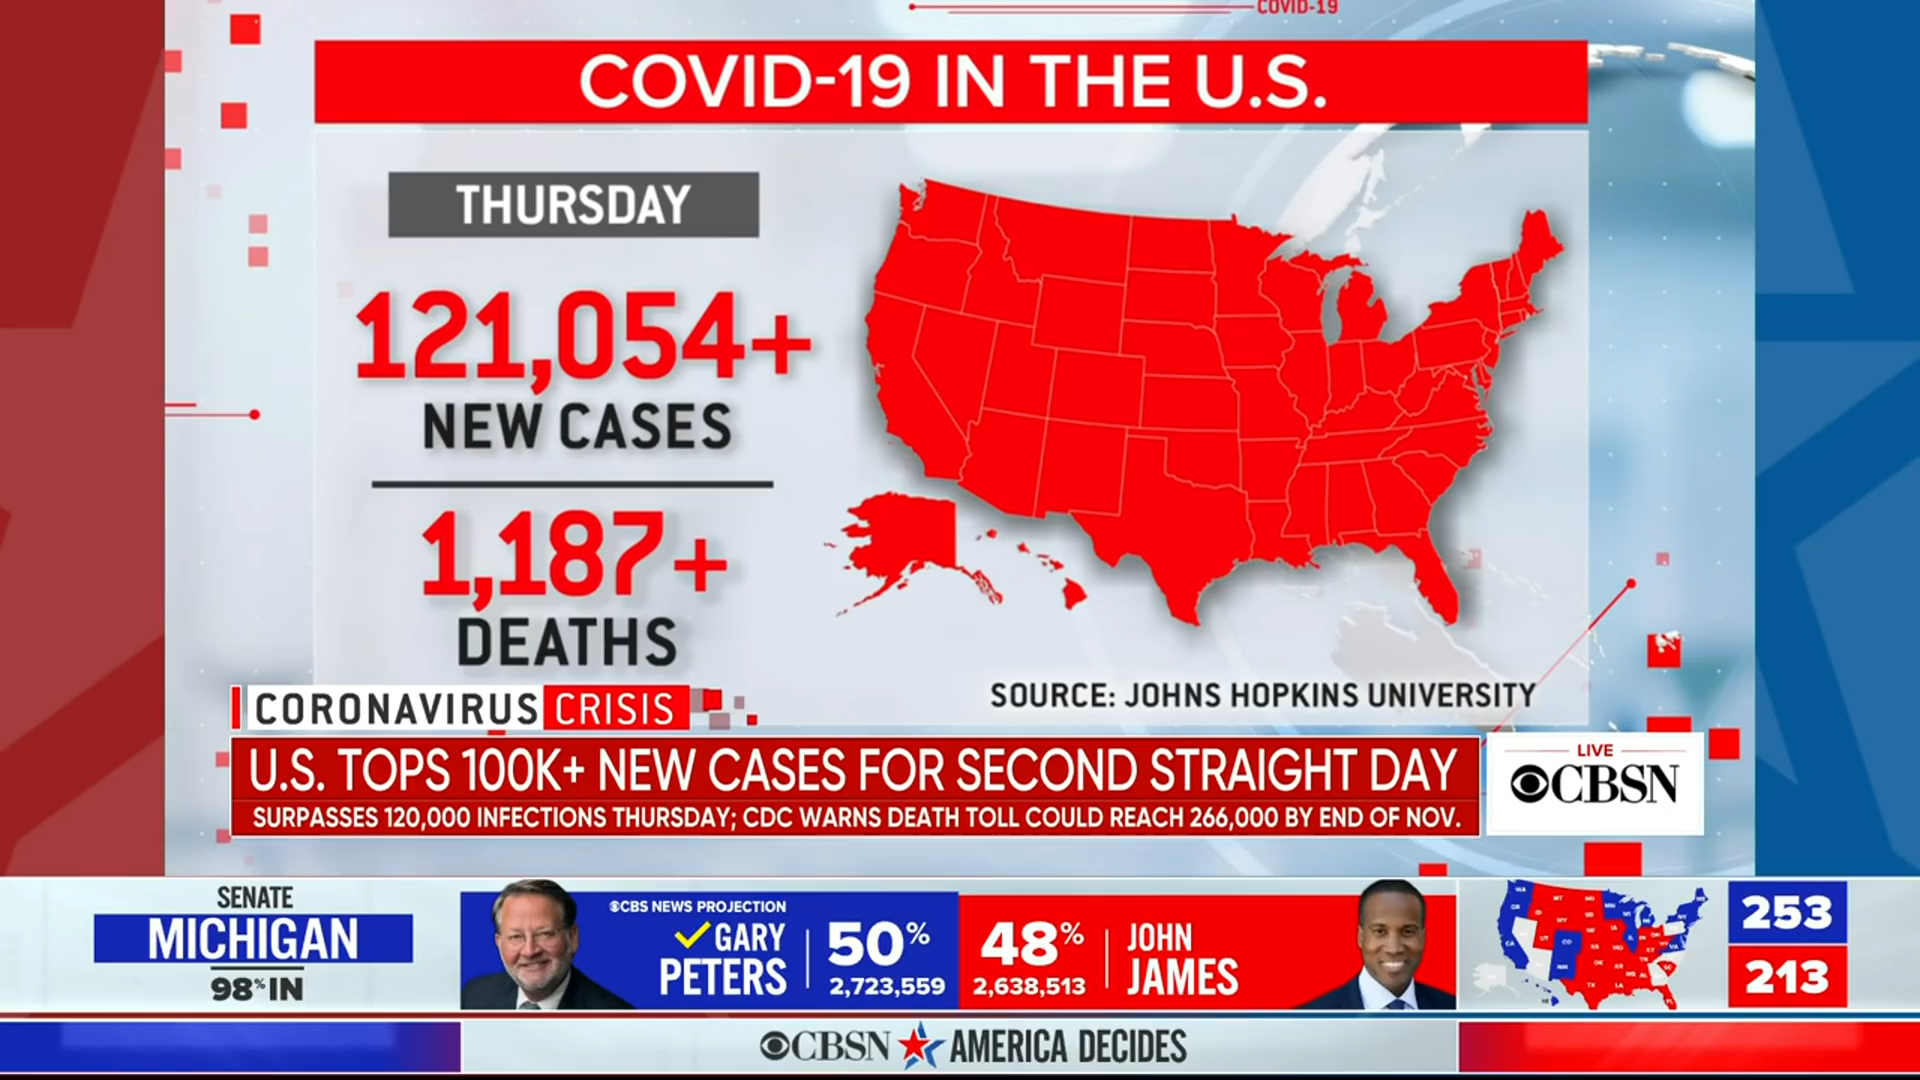 COVID-19
COVID-19 IN THE U.S.
THURSDAY
121,054+
NEW CASES
1,187+
DEATHS
SOURCE: JOHNS HOPKINS UNIVERSITY
CORONAVIRUS CRISIS
U.S. TOPS 100K+ NEW CASES FOR SECOND STRAIGHT DAY
SURPASSES 120,000 INFECTIONS THURSDAY; CDC WARNS DEATH TOLL COULD REACH 266,000 BY END OF NOV.
LIVE
CBSN
SENATE
MICHIGAN
98% IN
CBS NEWS PROJECTION
GARY
PETERS
50%
2,723,559
48%
2,638,513
JOHN
JAMES
253
213
CBSN AMERICA DECIDES